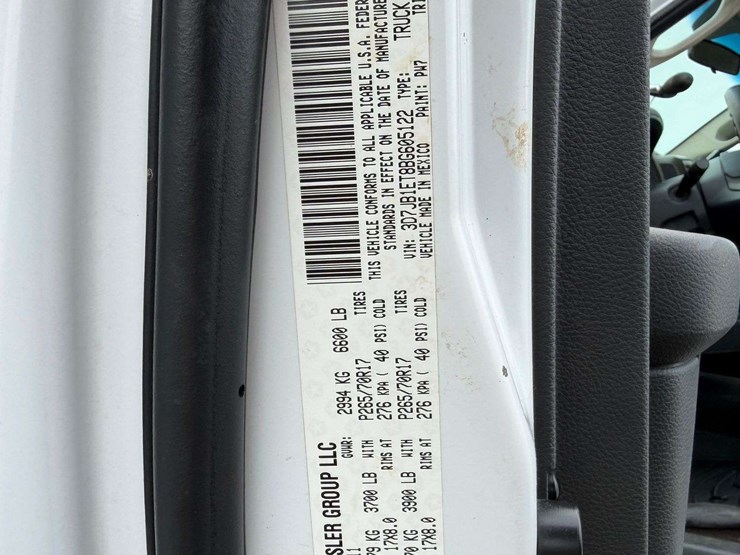 SLER GROUP LLC
GVWR: 2994 KG 6600 LB
KG 3700 LB WITH P265/70R17 TIRES
17X8.0 RIMS AT 276 KPA ( 40 PSI) COLD
KG 3900 LB WITH P265/70R17 TIRES
17X8.0 RIMS AT 276 KPA ( 40 PSI) COLD
THIS VEHICLE CONFORMS TO ALL APPLICABLE U.S.A. FEDER
STANDARDS IN EFFECT ON THE DATE OF MANUFACTURE
VIN: 3D7JB1ET8BG605122 TYPE: TRUCK
VEHICLE MADE IN MEXICO PAINT: PW7